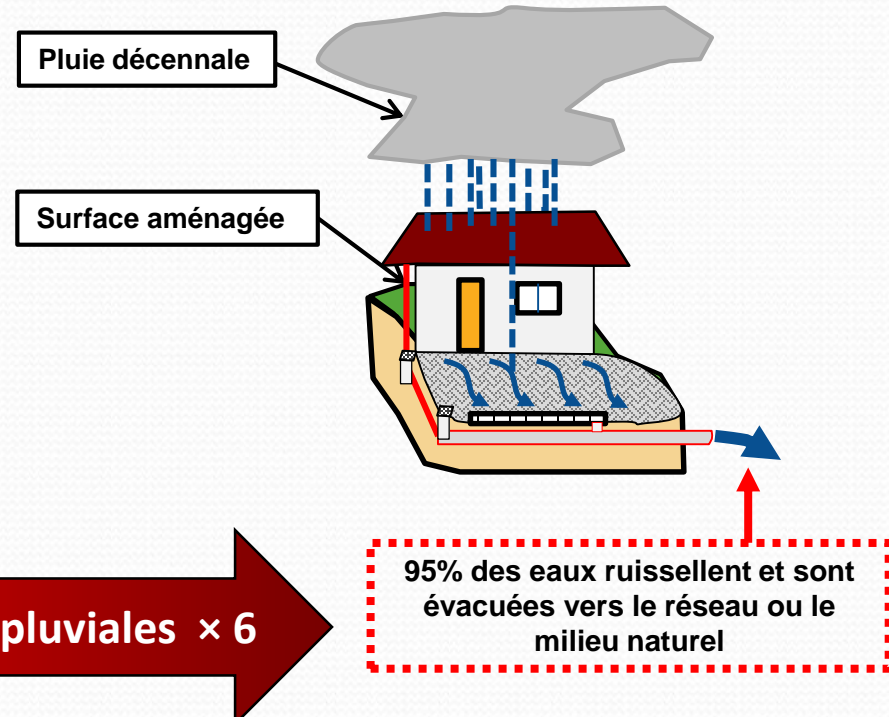 Pluie décennale
Surface aménagée
pluviales × 6
95% des eaux ruissellent et sont
évacuées vers le réseau ou le
milieu naturel